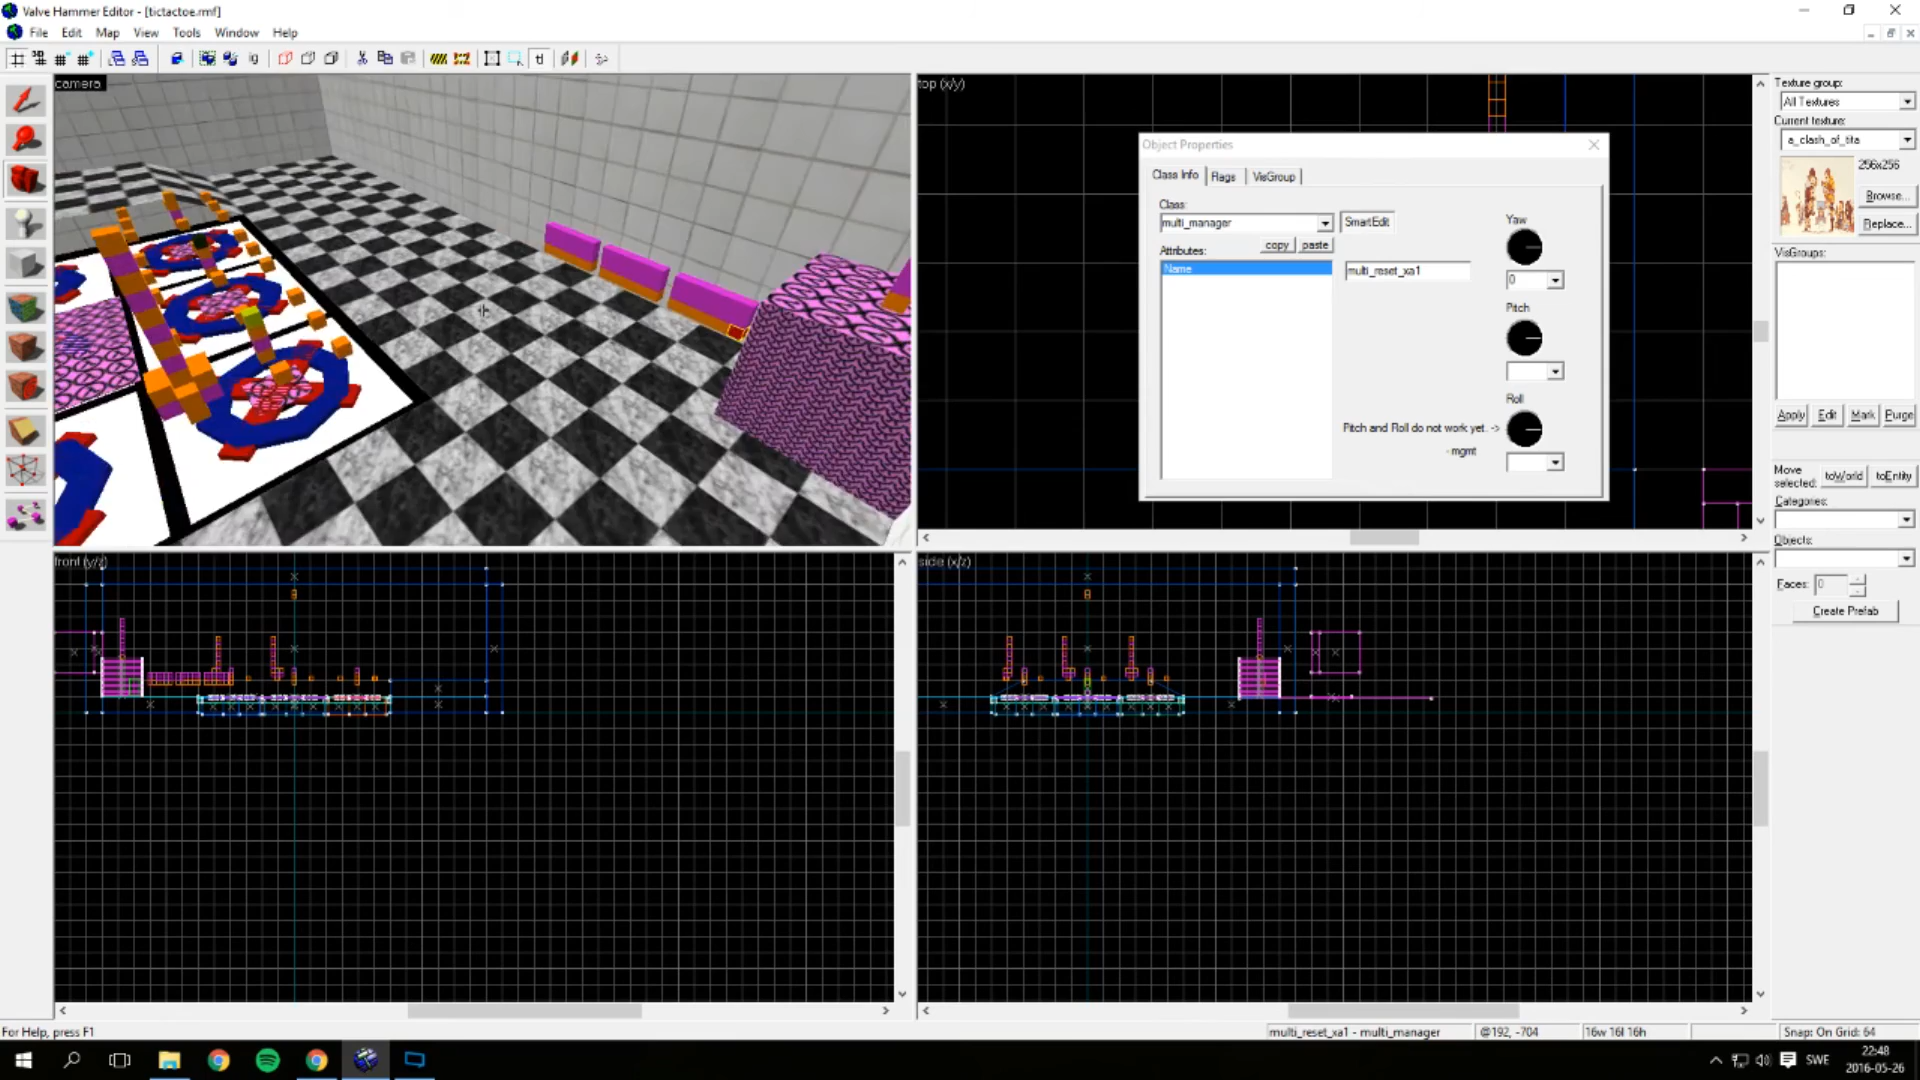 Valve Hammer Editor - [tictactoe.rmf]
File Edit Map View Tools Window Help
camera
top (x/y)
Object Properties
Class Info Flags VisGroup
Class:
multi_manager
SmartEdit
Attributes:
copy paste
Name
multi_reset_xa1
Yaw
0
Pitch
Roll
Pitch and Roll do not work yet. ->
- mgmt
Texture group:
All Textures
Current texture:
a_clash_of_tita
256x256
Browse...
Replace...
VisGroups:
Apply Edit Mark Purge
Move selected:
toWorld toEntity
Categories:
Objects:
Faces: 0
Create Prefab
front (y/z)
side (x/z)
For Help, press F1
multi_reset_xa1 - multi_manager
@192, -704
16w 16l 16h
Snap: On Grid: 64
SWE
22:48
2016-05-26